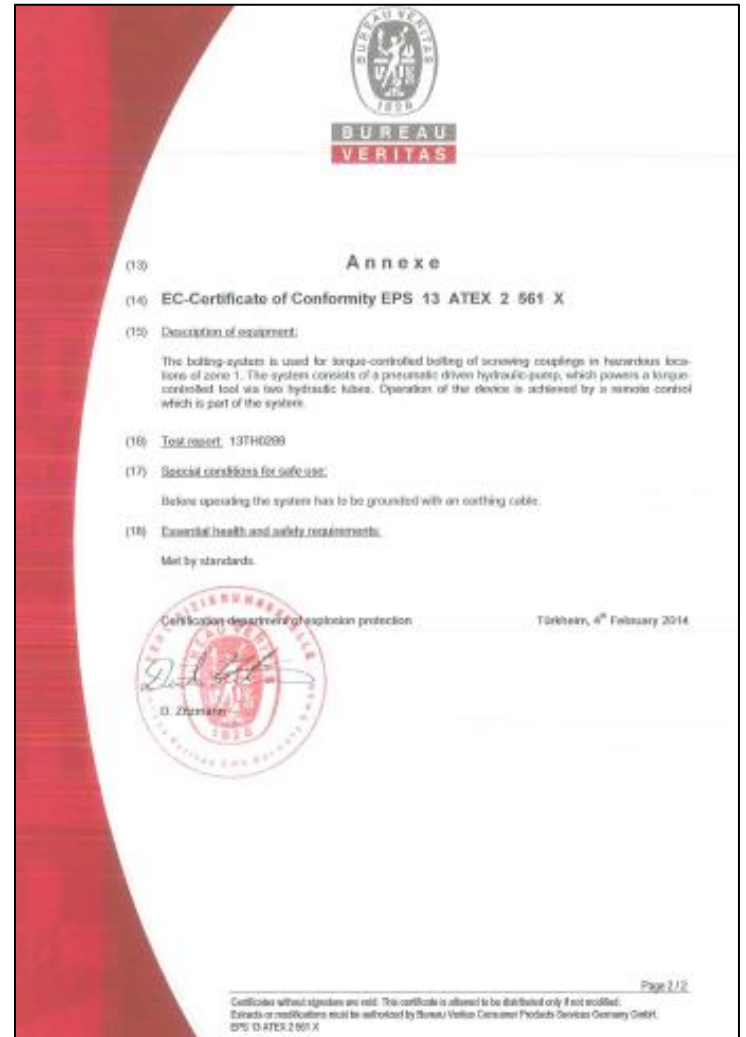 BUREAU VERITAS
1828
BUREAU
VERITAS
(13) Annexe
(14) EC-Certificate of Conformity EPS 13 ATEX 2 561 X
(15) Description of equipment:
The bolting-system is used for torque-controlled bolting of screwing couplings in hazardous loca-
tions of zone 1. The system consists of a pneumatic driven hydraulic-pump, which powers a torque-
controlled tool via two hydraulic tubes. Operation of the device is achieved by a remote control
which is part of the system.
(16) Test report: 13TH0288
(17) Special conditions for safe use:
Before operating the system has to be grounded with an earthing cable.
(18) Essential health and safety requirements:
Met by standards.
Certification department of explosion protection Türkheim, 4th February 2014
ZERTIFIZIERUNGSSTELLE
BUREAU VERITAS
1828
D. Zitzmann
Page 2/2
Certificates without signature are void. This certificate is allowed to be distributed only if not modified.
Extracts or modifications must be authorized by Bureau Veritas Consumer Products Services Germany GmbH.
EPS 13 ATEX 2 561 X